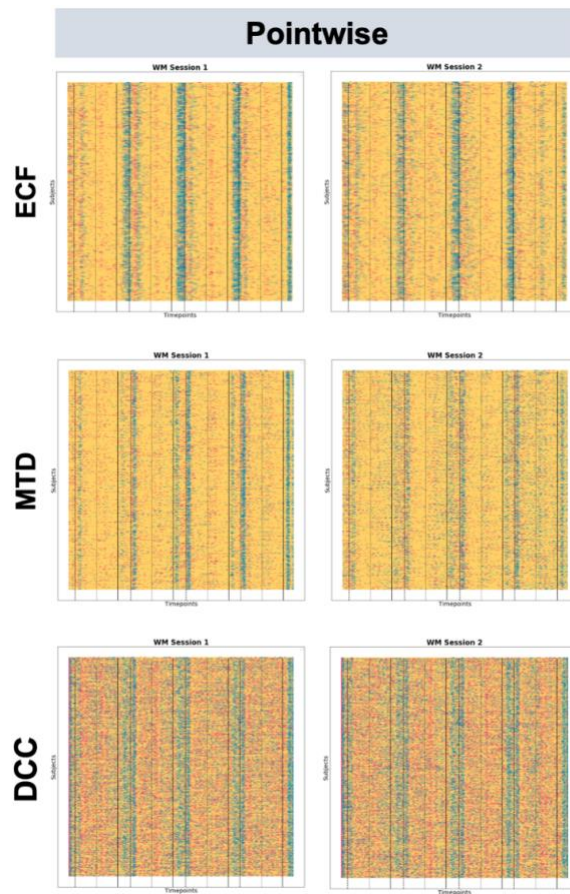 Pointwise
WM Session 1
WM Session 2
ECF
Subjects
Subjects
Timepoints
Timepoints
WM Session 1
WM Session 2
MTD
Subjects
Subjects
Timepoints
Timepoints
WM Session 1
WM Session 2
DCC
Subjects
Subjects
Timepoints
Timepoints